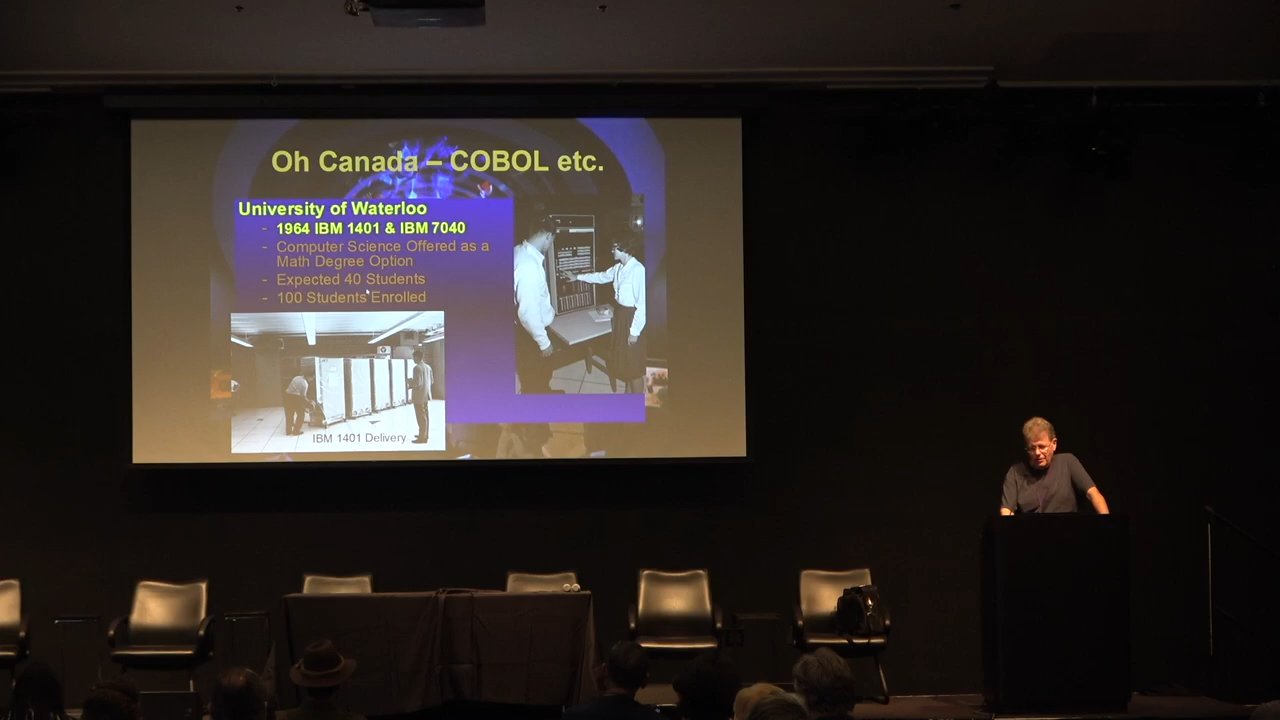 Oh Canada – COBOL etc.
University of Waterloo
- 1964 IBM 1401 & IBM 7040
- Computer Science Offered as a
Math Degree Option
- Expected 40 Students
- 100 Students Enrolled
IBM 1401 Delivery